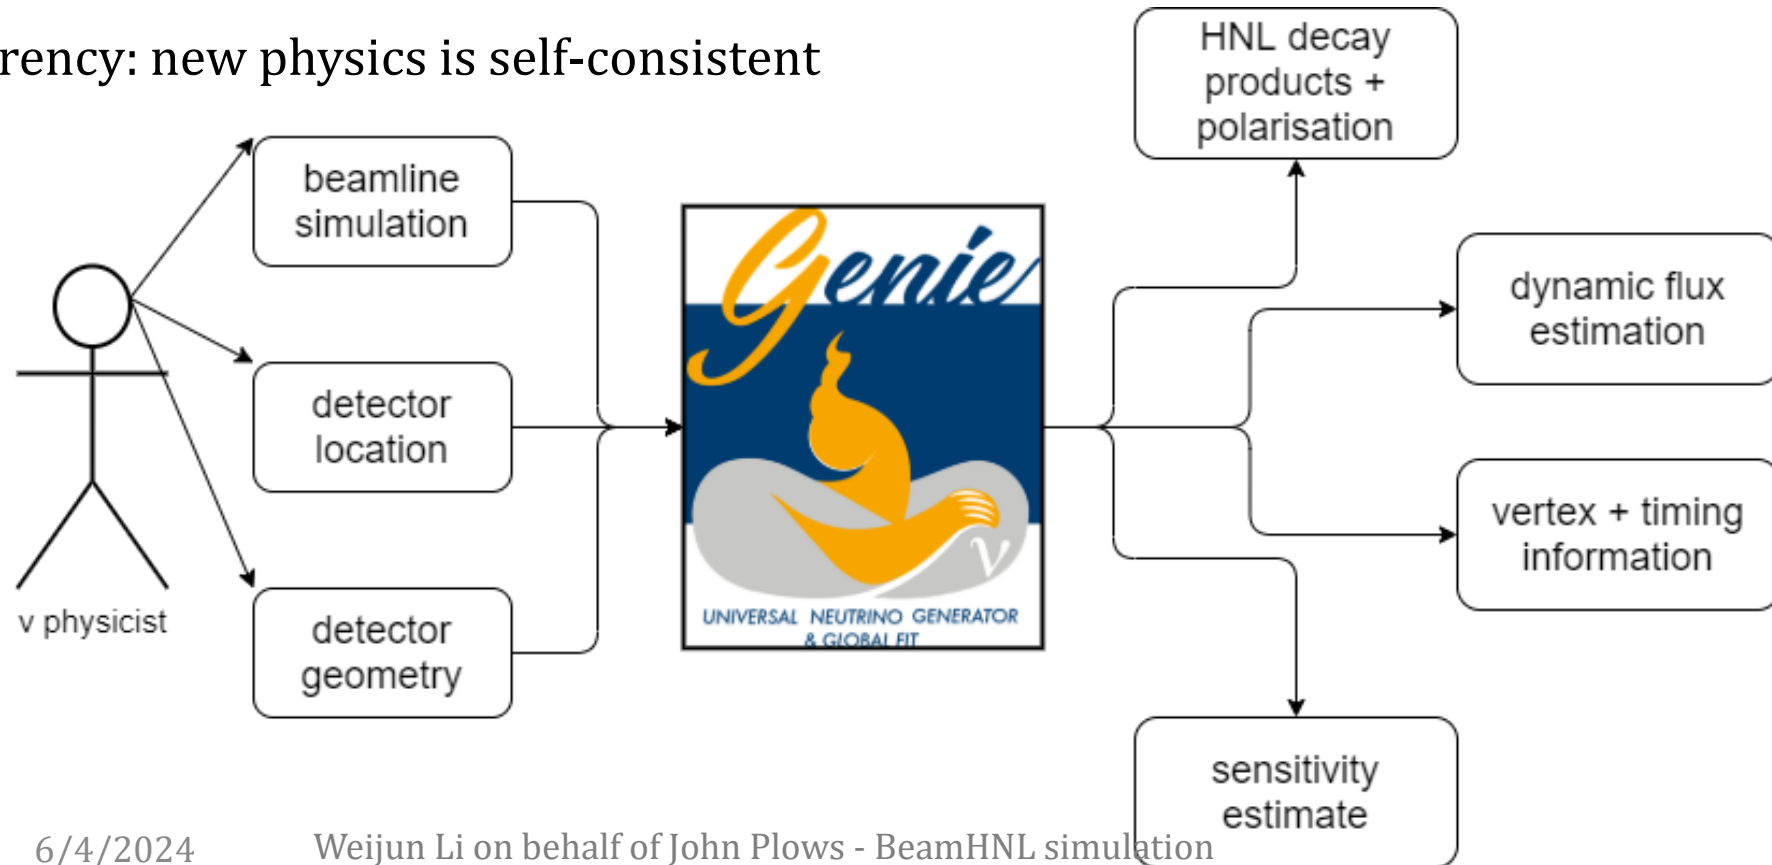 rency: new physics is self-consistent
HNL decay
products +
polarisation
beamline
simulation
Genie
dynamic flux
estimation
detector
location
vertex + timing
information
ν
UNIVERSAL NEUTRINO GENERATOR
& GLOBAL FIT
ν physicist
detector
geometry
sensitivity
estimate
6/4/2024
Weijun Li on behalf of John Plows - BeamHNL simulation